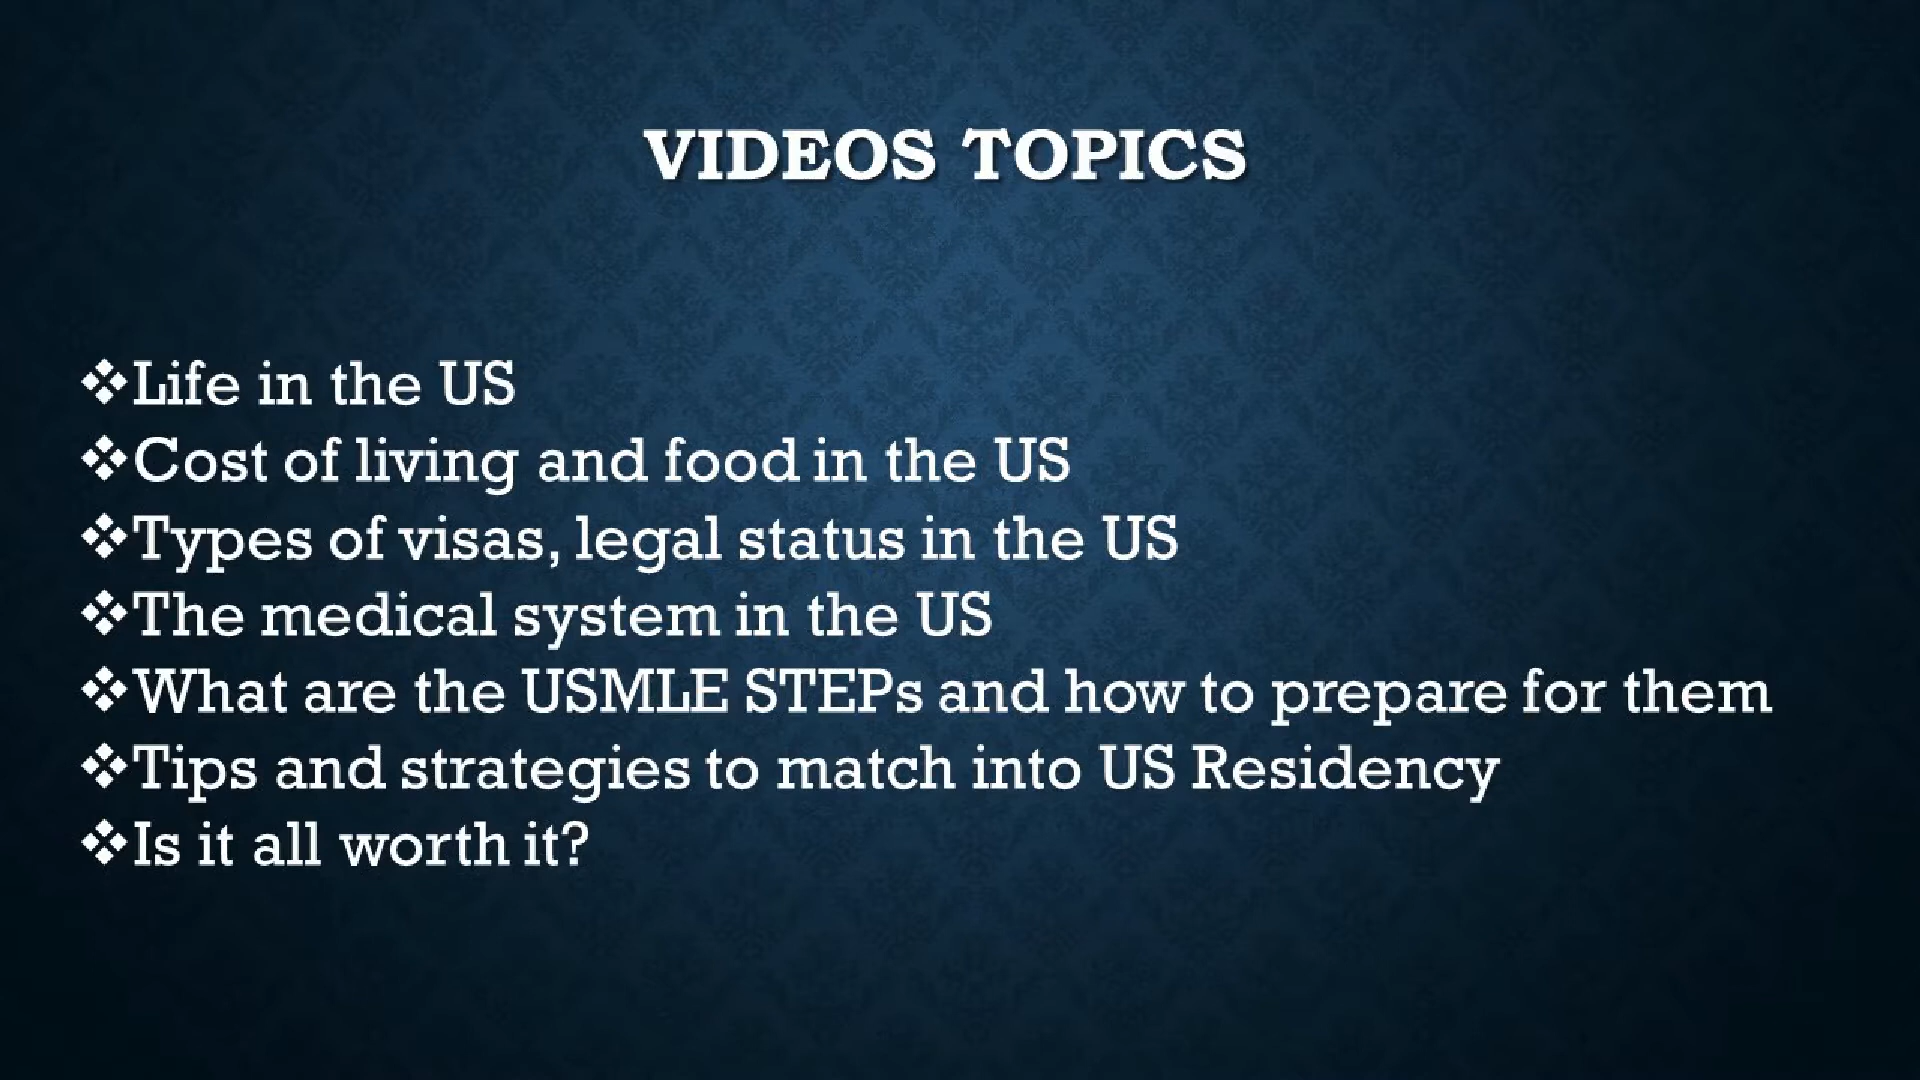 VIDEOS TOPICS
❖Life in the US
❖Cost of living and food in the US
❖Types of visas, legal status in the US
❖The medical system in the US
❖What are the USMLE STEPs and how to prepare for them
❖Tips and strategies to match into US Residency
❖Is it all worth it?